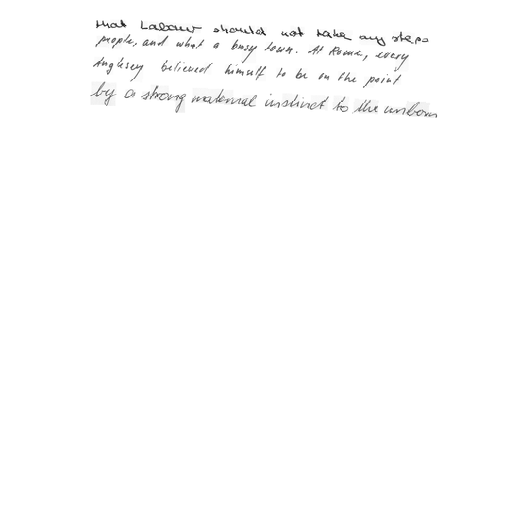 that Labour should not take any steps
people, and what a busy town. At Rome, every
Anglesey believed himself to be on the point
by a strong maternal instinct to the unborn